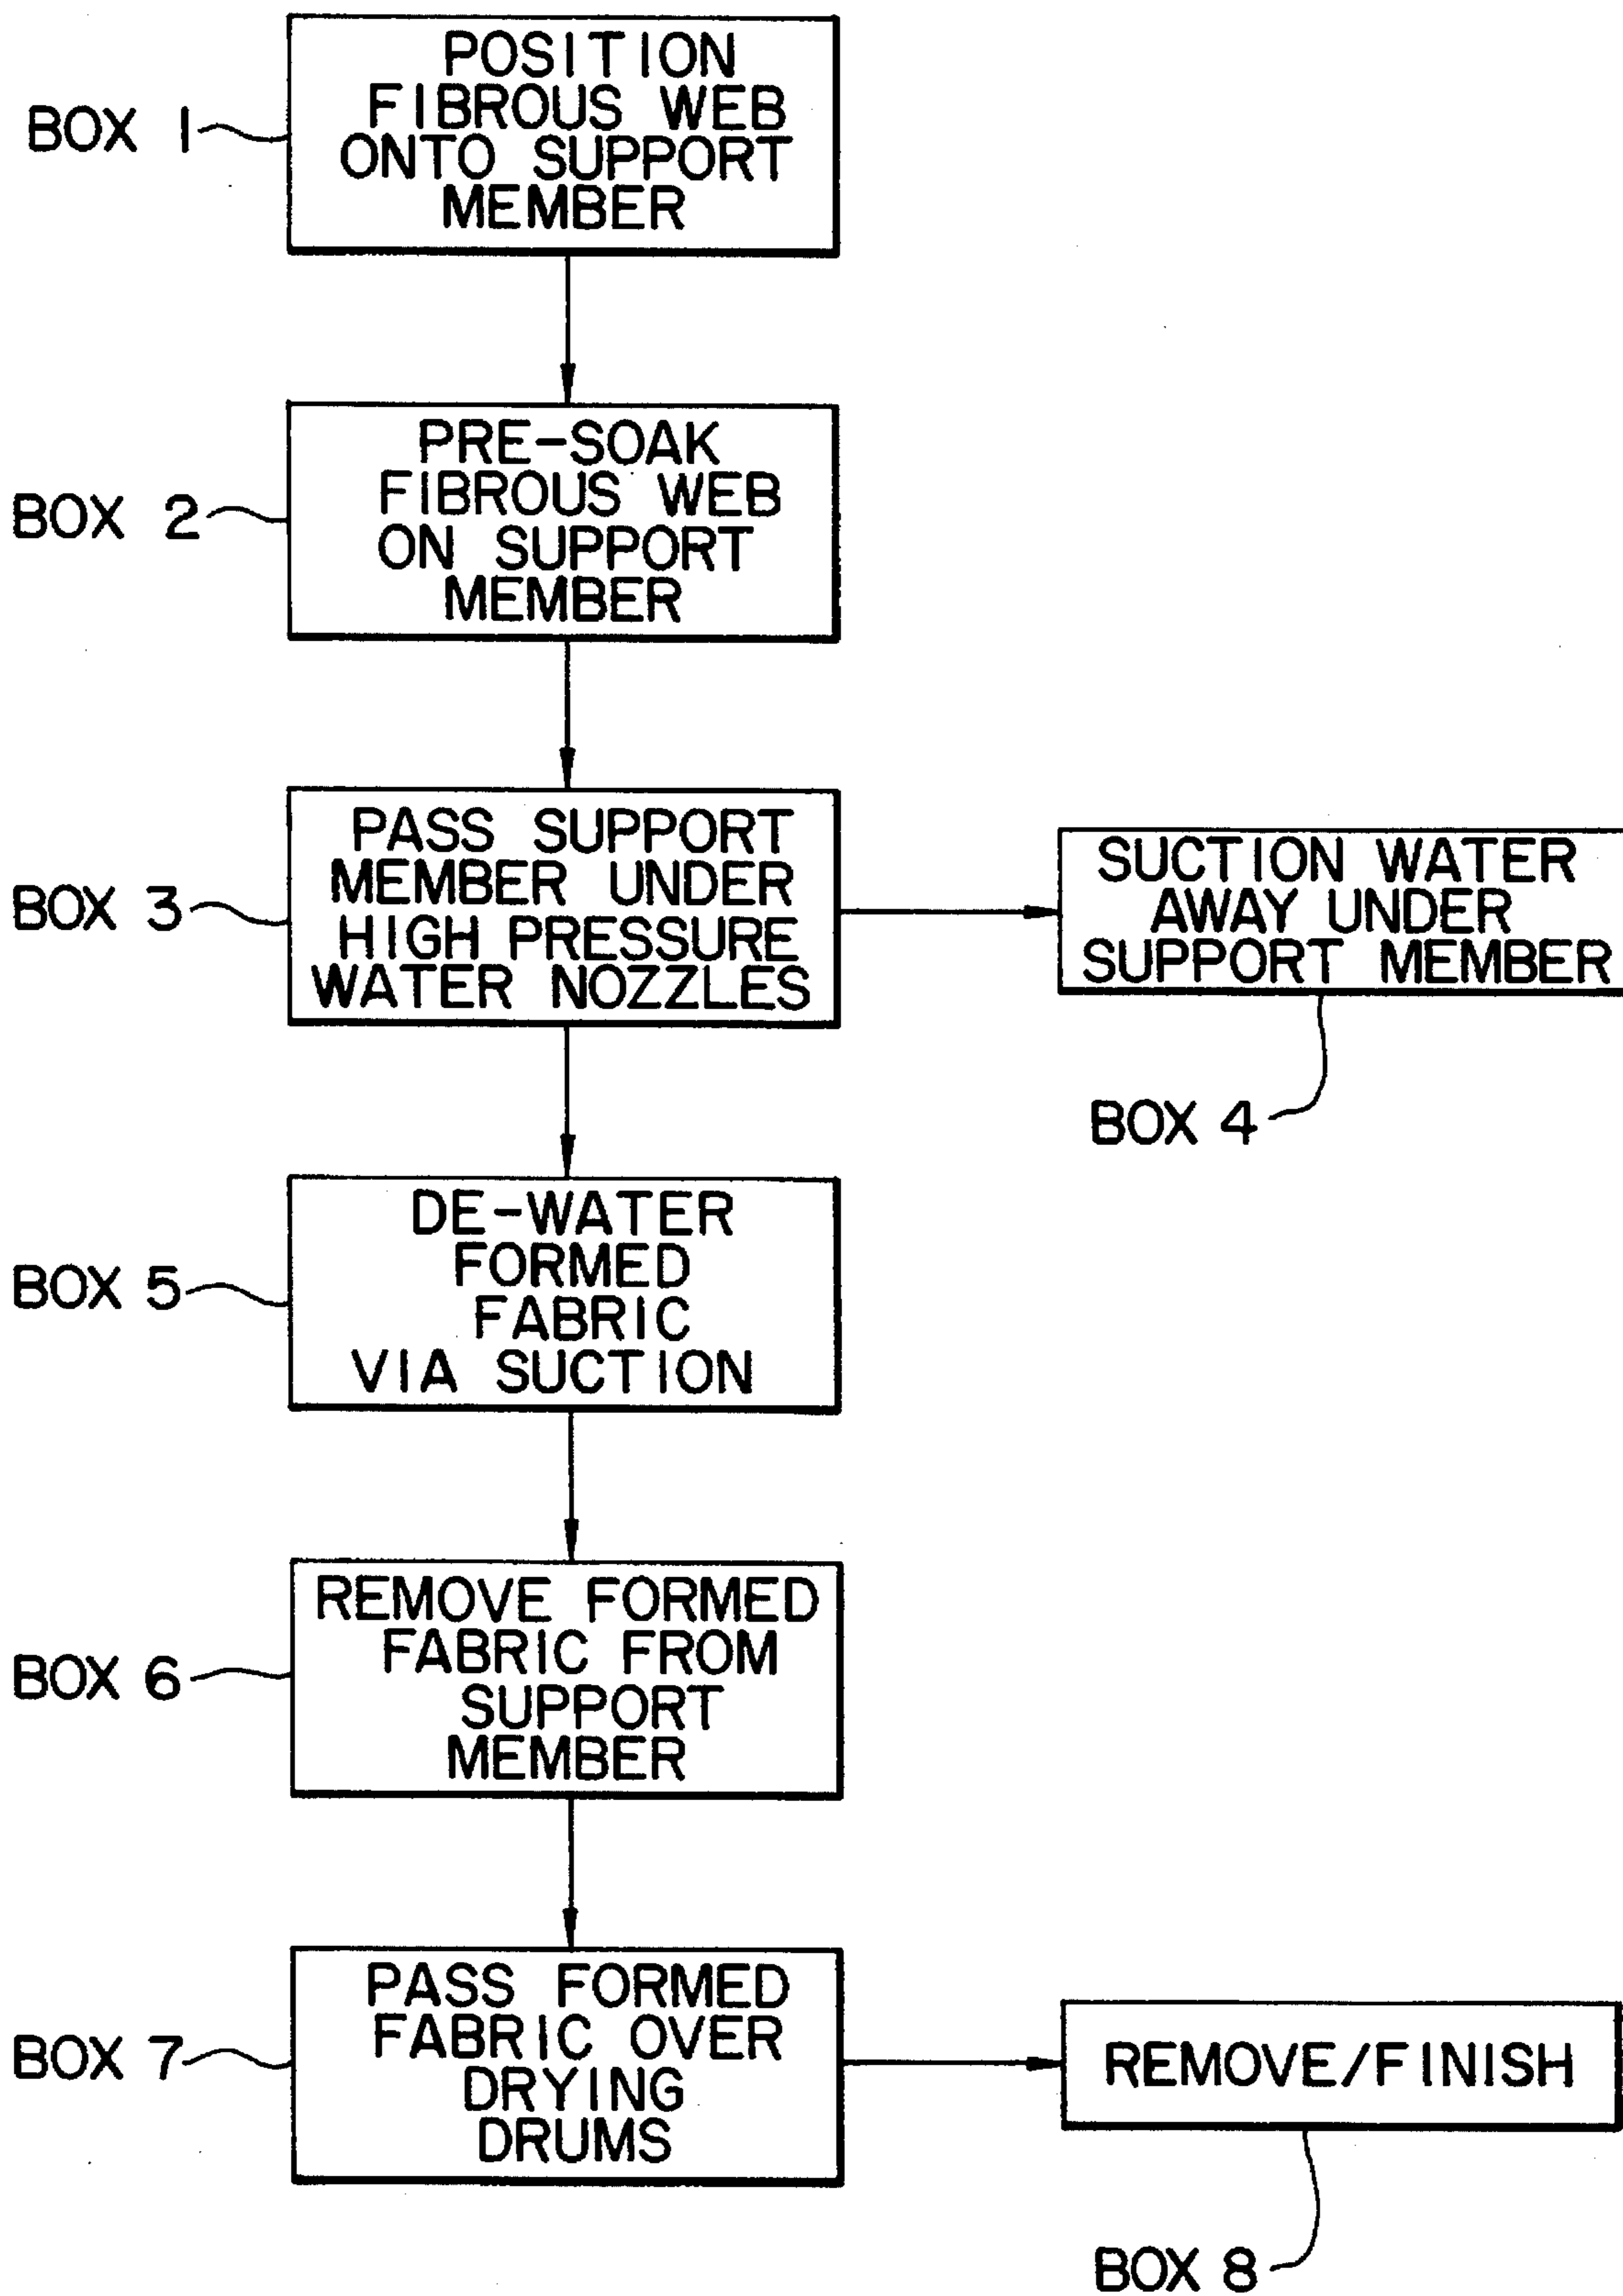 BOX 1
POSITION
FIBROUS WEB
ONTO SUPPORT
MEMBER
BOX 2
PRE-SOAK
FIBROUS WEB
ON SUPPORT
MEMBER
BOX 3
PASS SUPPORT
MEMBER UNDER
HIGH PRESSURE
WATER NOZZLES
SUCTION WATER
AWAY UNDER
SUPPORT MEMBER
BOX 4
BOX 5
DE-WATER
FORMED
FABRIC
VIA SUCTION
BOX 6
REMOVE FORMED
FABRIC FROM
SUPPORT
MEMBER
BOX 7
PASS FORMED
FABRIC OVER
DRYING
DRUMS
REMOVE/FINISH
BOX 8